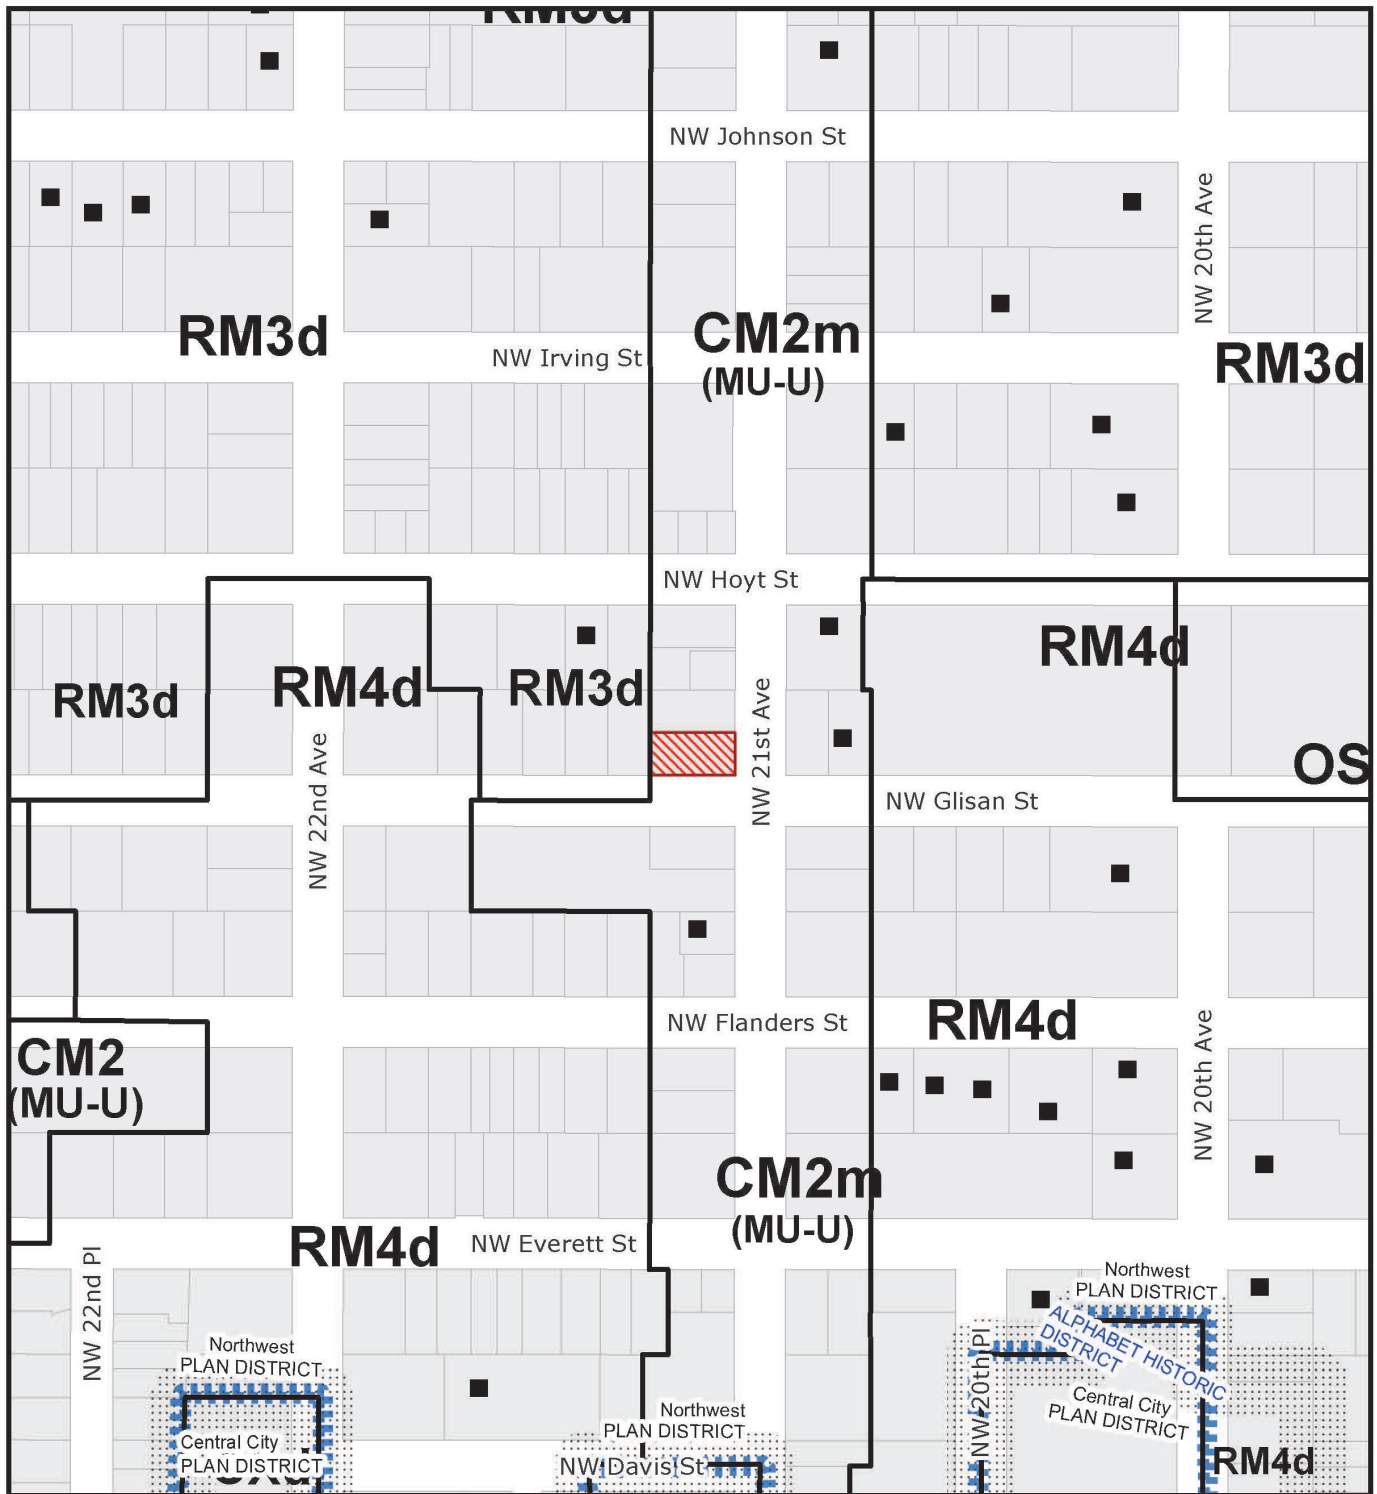 RM3d
NW Johnson St
NW 20th Ave
RM3d
CM2m
(MU-U)
NW Irving St
RM3d
NW Hoyt St
RM4d
RM3d
RM4d
RM3d
NW 21st Ave
OS
NW 22nd Ave
NW Glisan St
NW Flanders St
RM4d
NW 20th Ave
CM2
(MU-U)
CM2m
(MU-U)
RM4d
NW Everett St
NW 22nd Pl
Northwest
PLAN DISTRICT
ALPHABET HISTORIC
DISTRICT
NW 20th Pl
Northwest
PLAN DISTRICT
Central City
PLAN DISTRICT
Northwest
PLAN DISTRICT
Central City
PLAN DISTRICT
NW Davis St
RM4d